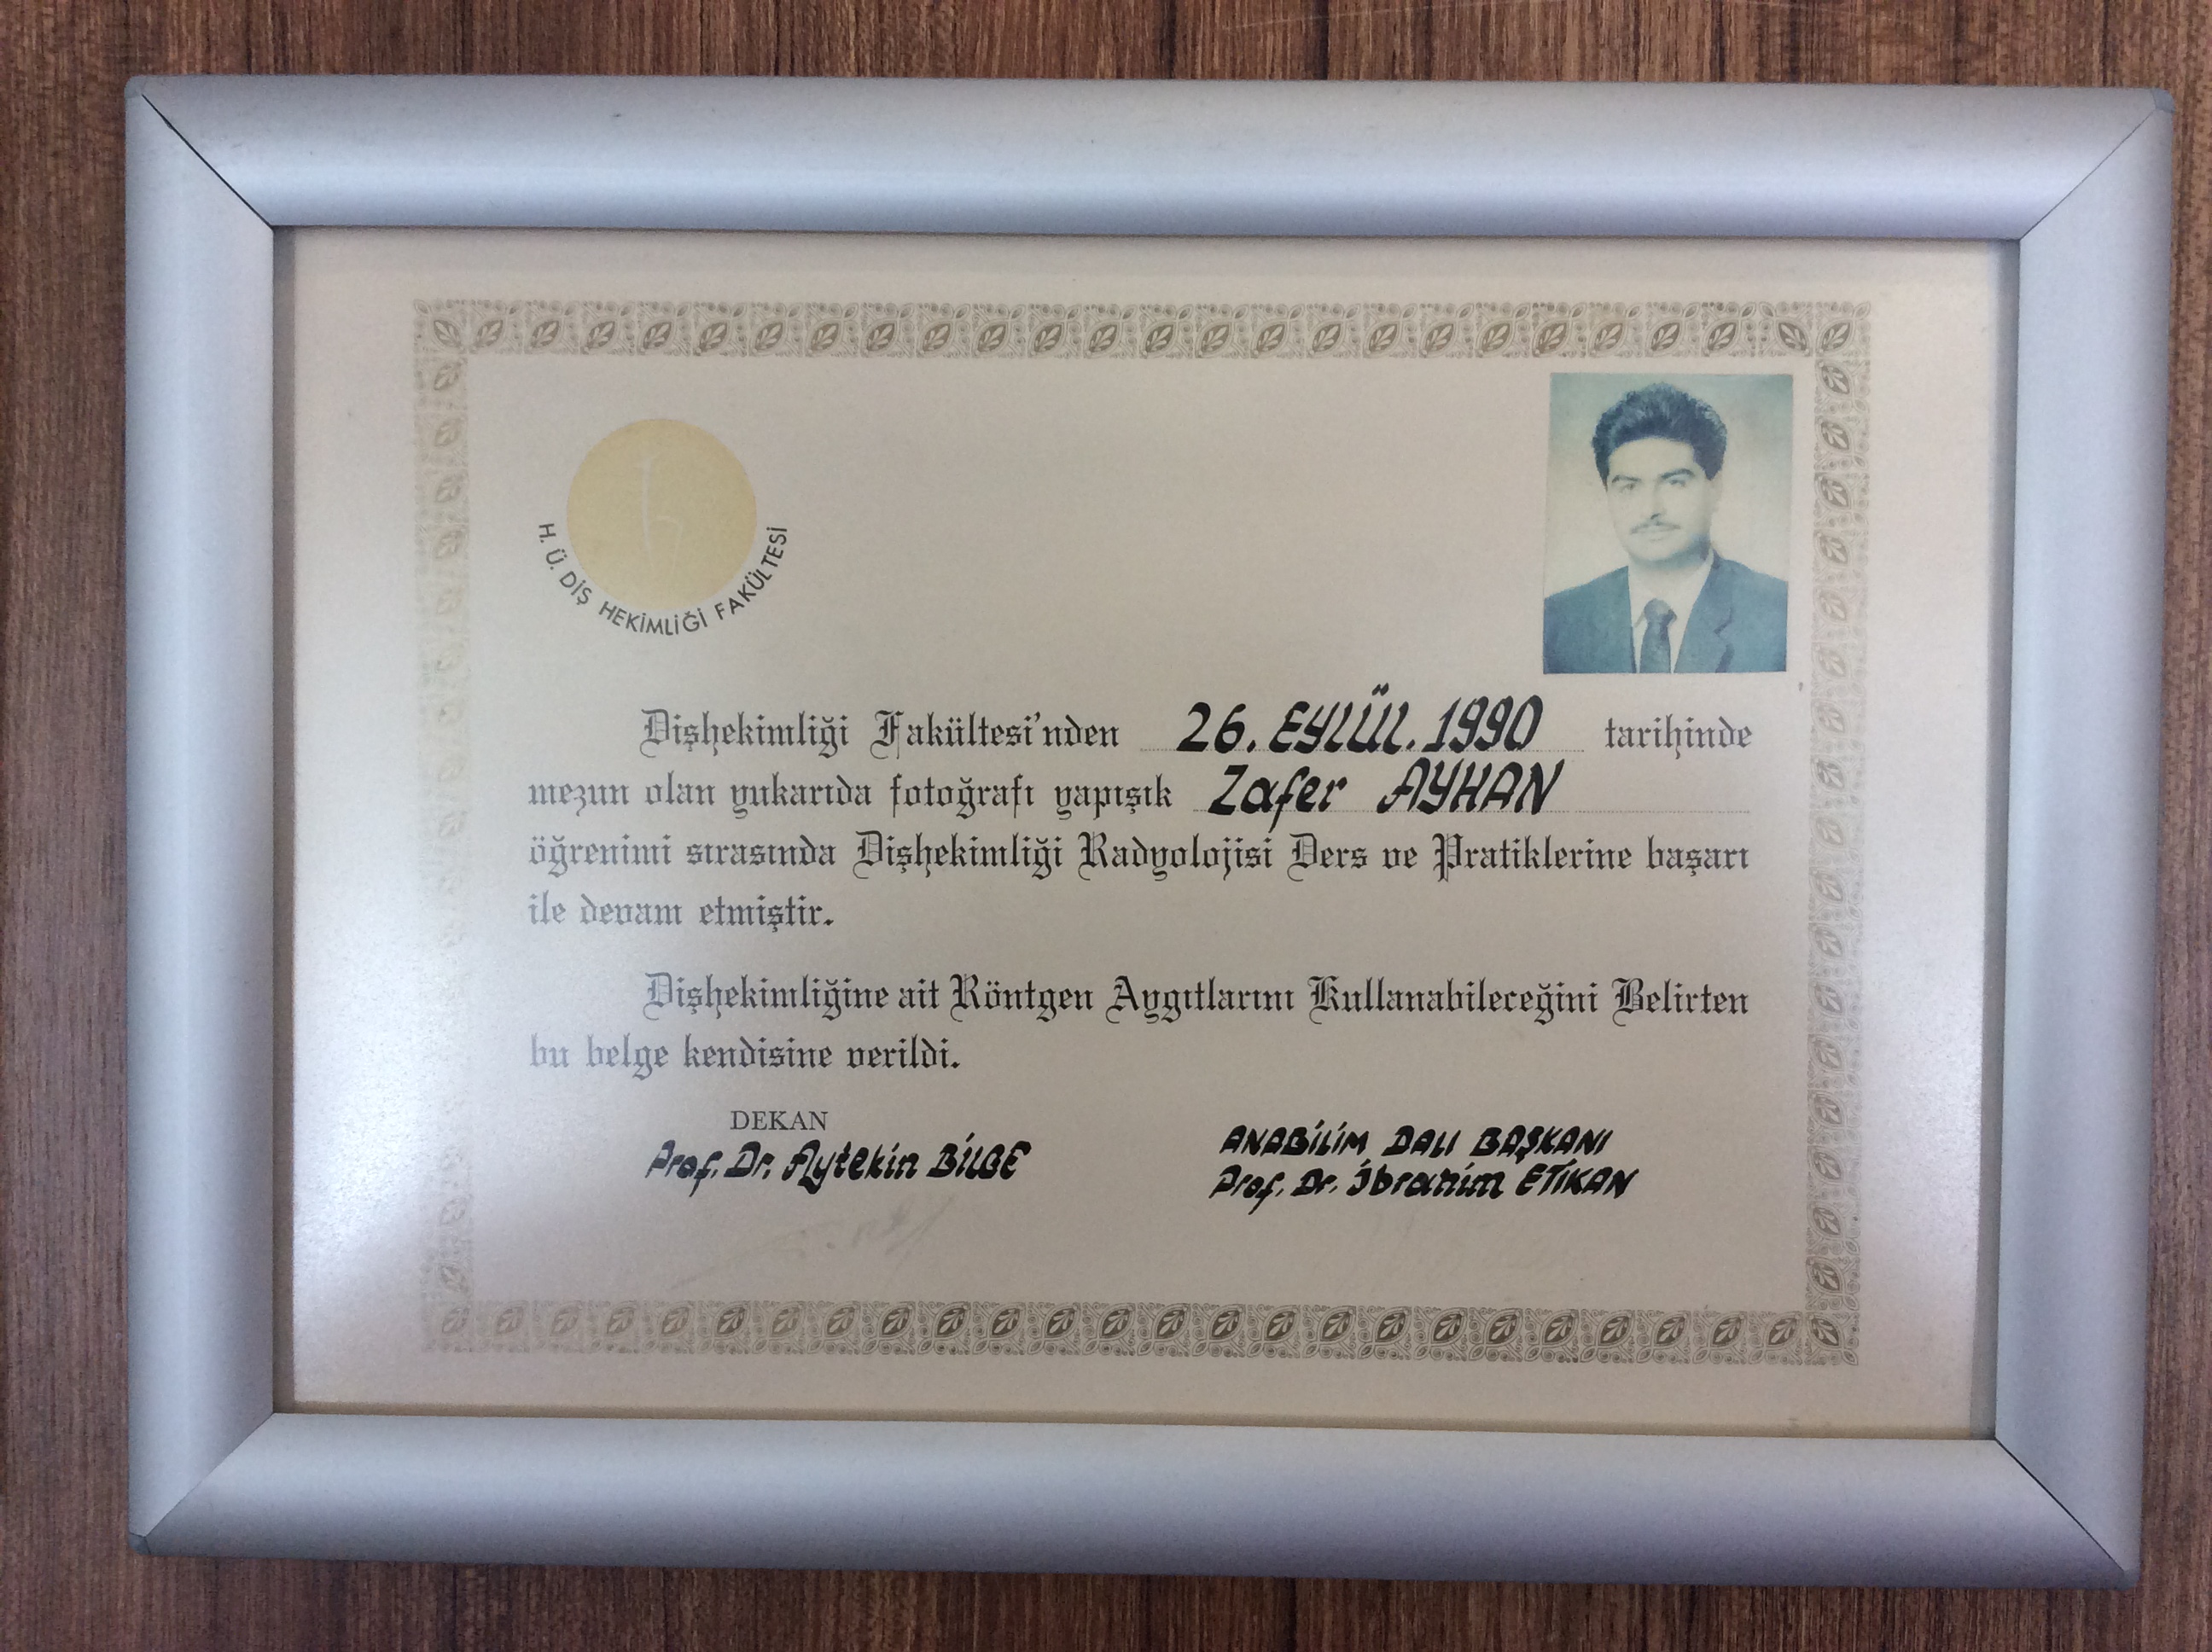 H. Ü. DİŞ HEKİMLİĞİ FAKÜLTESİ
Dişhekimliği Fakültesi'nden 26. EYLÜL. 1990 tarihinde
mezun olan yukarıda fotoğrafı yapışık Zafer AYHAN
öğrenimi sırasında Dişhekimliği Radyolojisi Ders ve Pratiklerine başarı
ile devam etmiştir.
Dişhekimliğine ait Röntgen Aygıtlarını Kullanabileceğini Belirten
bu belge kendisine verildi.
DEKAN
Prof. Dr. Aytekin BİLGE
ANABİLİM DALI BAŞKANI
Prof. Dr. İbrahim ETİKAN